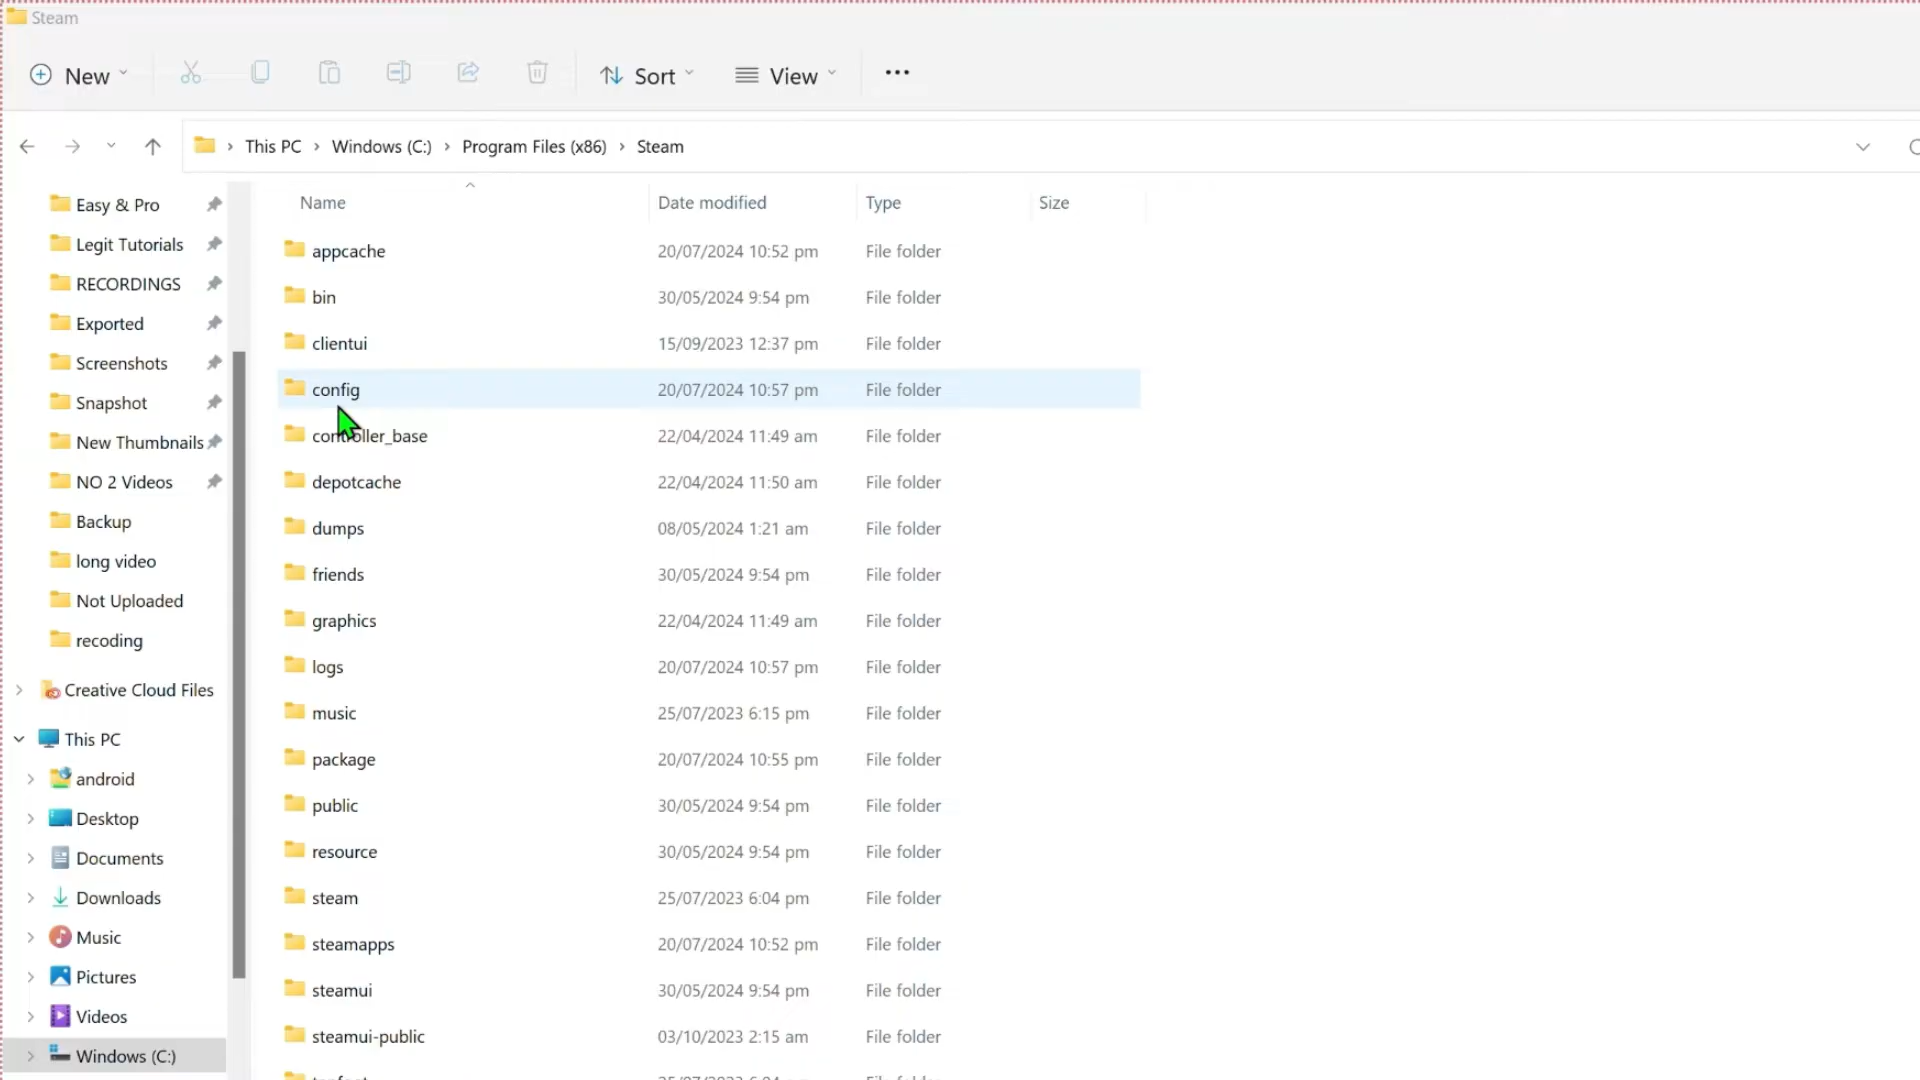 Steam
New
Sort
View
This PC
Windows (C:)
Program Files (x86)
Steam
Easy & Pro
Legit Tutorials
RECORDINGS
Exported
Screenshots
Snapshot
New Thumbnails
NO 2 Videos
Backup
long video
Not Uploaded
recoding
Creative Cloud Files
This PC
android
Desktop
Documents
Downloads
Music
Pictures
Videos
Windows (C:)
Name Date modified Type Size
appcache 20/07/2024 10:52 pm File folder
bin 30/05/2024 9:54 pm File folder
clientui 15/09/2023 12:37 pm File folder
config 20/07/2024 10:57 pm File folder
controller_base 22/04/2024 11:49 am File folder
depotcache 22/04/2024 11:50 am File folder
dumps 08/05/2024 1:21 am File folder
friends 30/05/2024 9:54 pm File folder
graphics 22/04/2024 11:49 am File folder
logs 20/07/2024 10:57 pm File folder
music 25/07/2023 6:15 pm File folder
package 20/07/2024 10:55 pm File folder
public 30/05/2024 9:54 pm File folder
resource 30/05/2024 9:54 pm File folder
steam 25/07/2023 6:04 pm File folder
steamapps 20/07/2024 10:52 pm File folder
steamui 30/05/2024 9:54 pm File folder
steamui-public 03/10/2023 2:15 am File folder